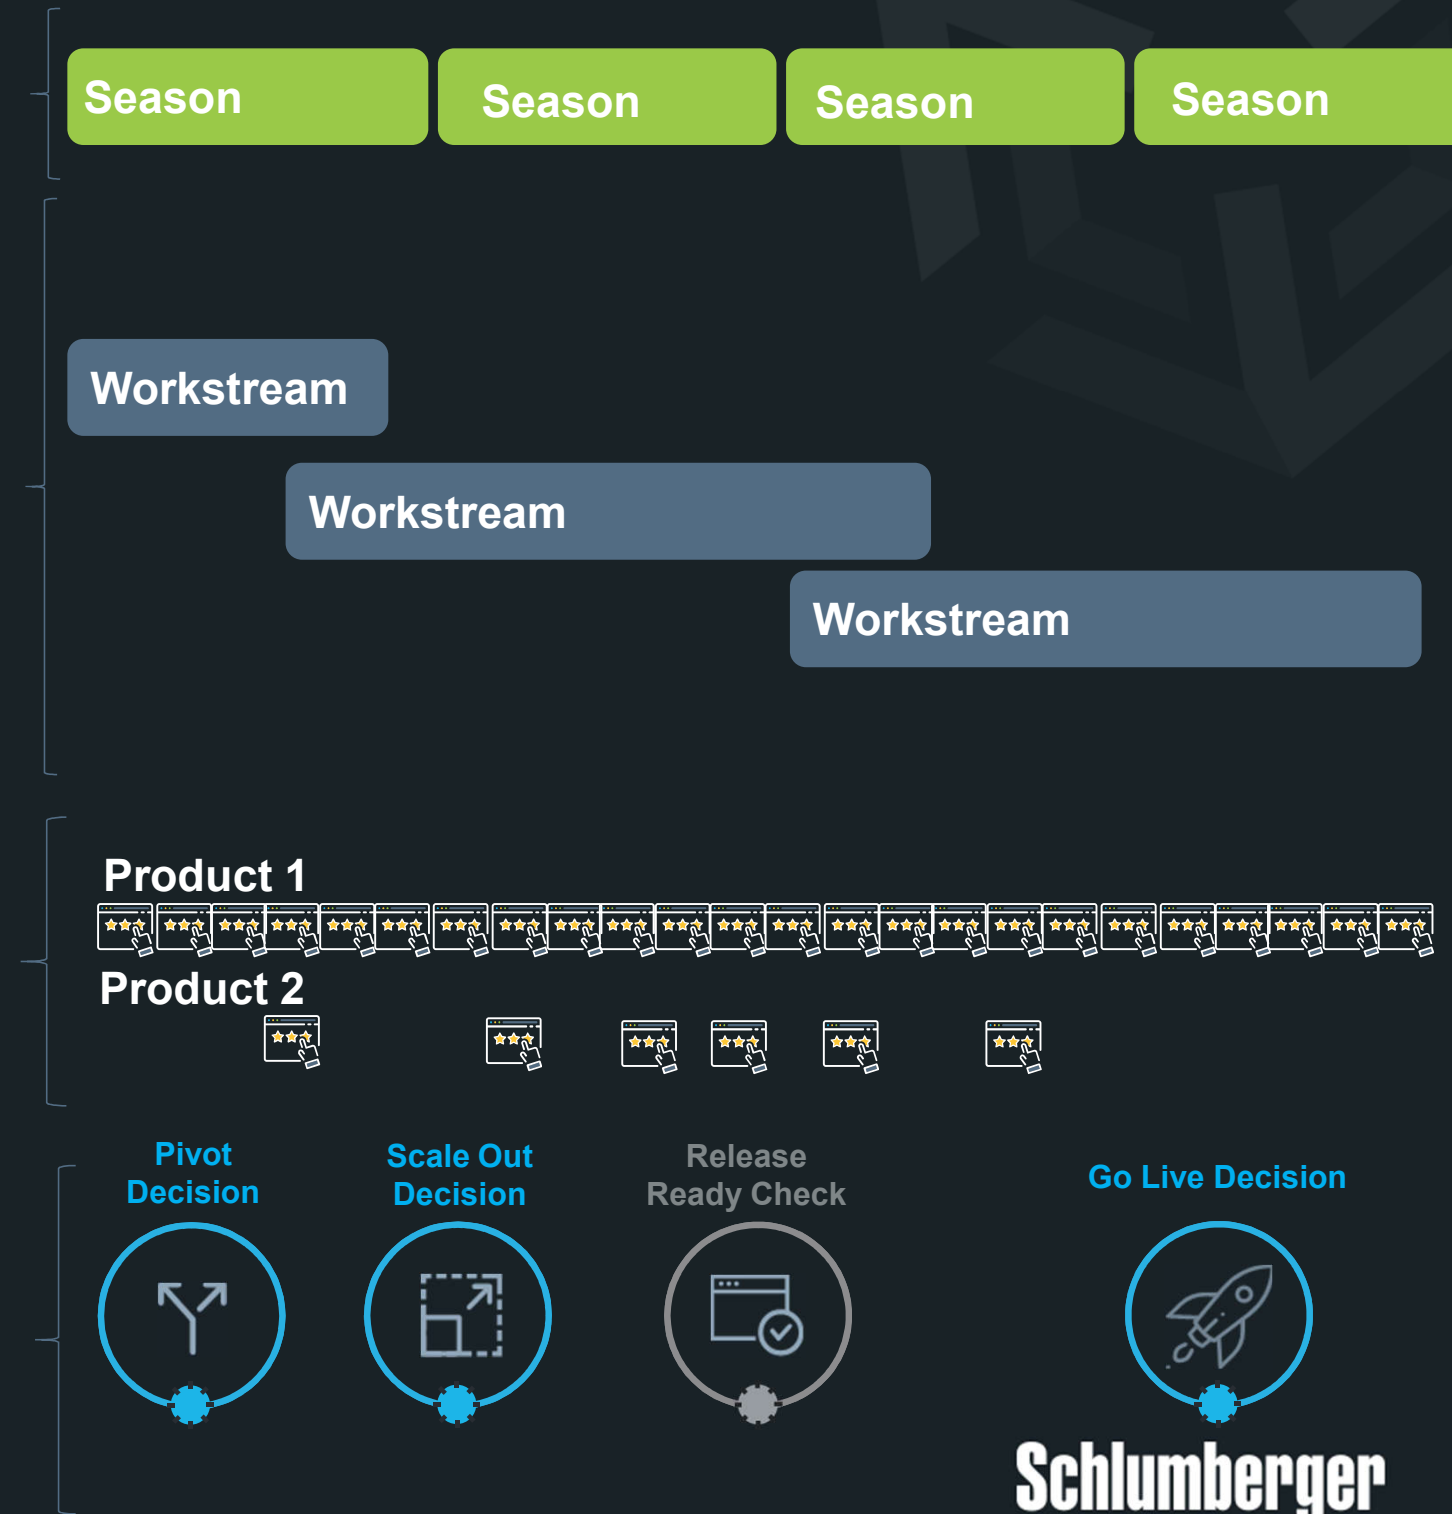 Season
Season
Season
Season
Workstream
Workstream
Workstream
Product 1
Product 2
Pivot
Decision
Scale Out
Decision
Release
Ready Check
Go Live Decision
Schlumberger